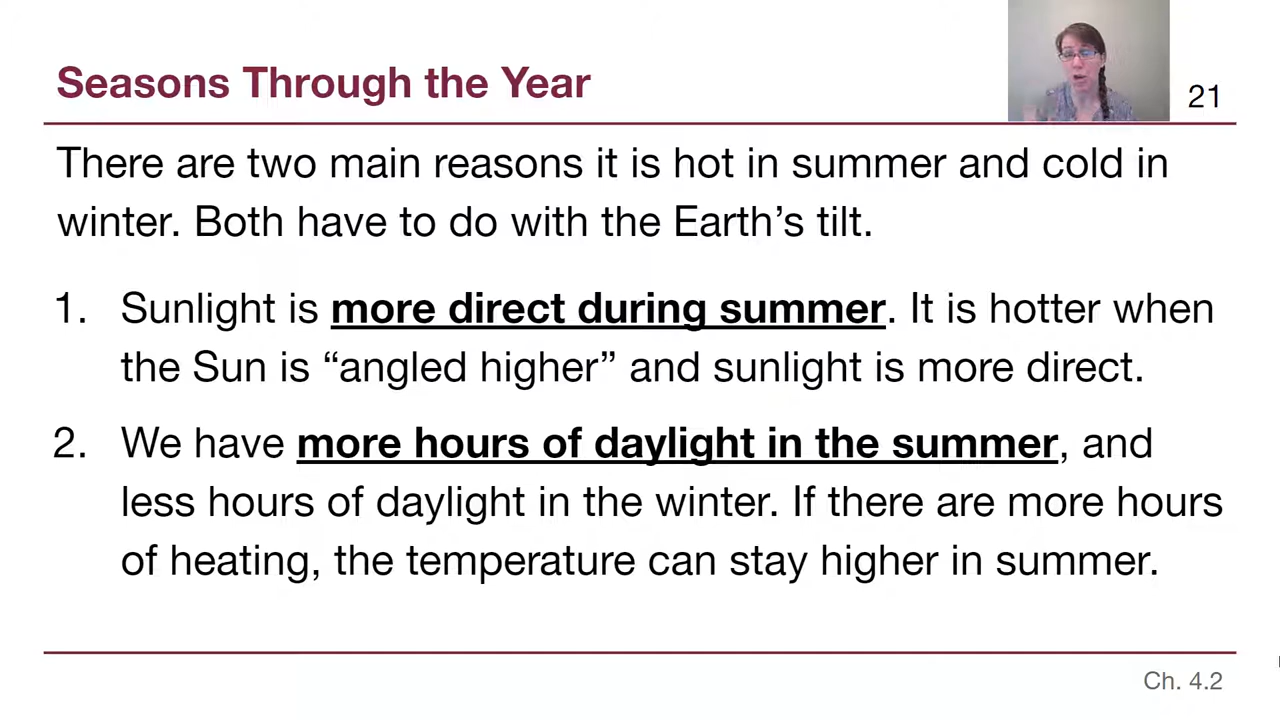 Seasons Through the Year
21
There are two main reasons it is hot in summer and cold in
winter. Both have to do with the Earth’s tilt.
1. Sunlight is more direct during summer. It is hotter when
the Sun is “angled higher” and sunlight is more direct.
2. We have more hours of daylight in the summer, and
less hours of daylight in the winter. If there are more hours
of heating, the temperature can stay higher in summer.
Ch. 4.2